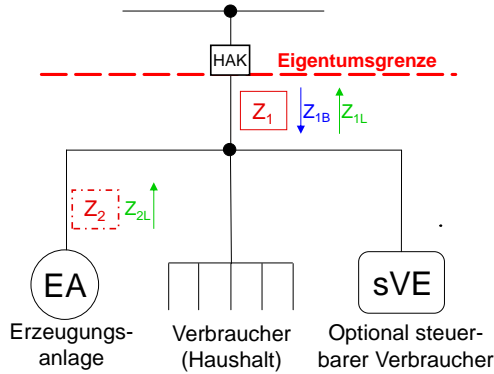 HAK
Eigentumsgrenze
Z1 Z1B Z1L
Z2 Z2L
EA sVE
Erzeugungs- Verbraucher Optional steuer-
anlage (Haushalt) barer Verbraucher